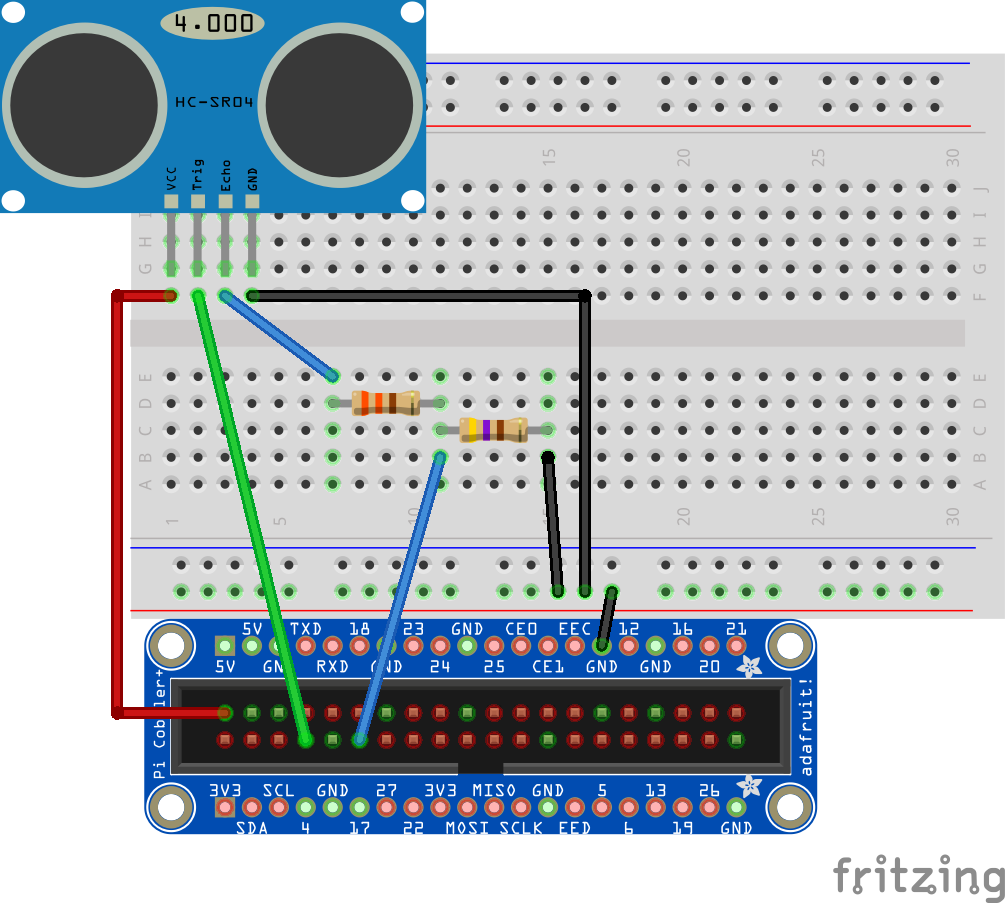 4.000
HC-SR04
VCC Trig Echo GND
15 20 25 30
J
I I
H H
G G
F
E E
D D
C C
B B
A A
1 5 10 15 20 25 30
5V TXD 18 23 GND CE0 EEC 12 16 21
5V GND RXD GND 24 25 CE1 GND GND 20
Pi Cobbler+
adafruit!
3V3 SCL GND 27 3V3 MISO GND 5 13 26
SDA 4 17 22 MOSI SCLK EED 6 19 GND
fritzing